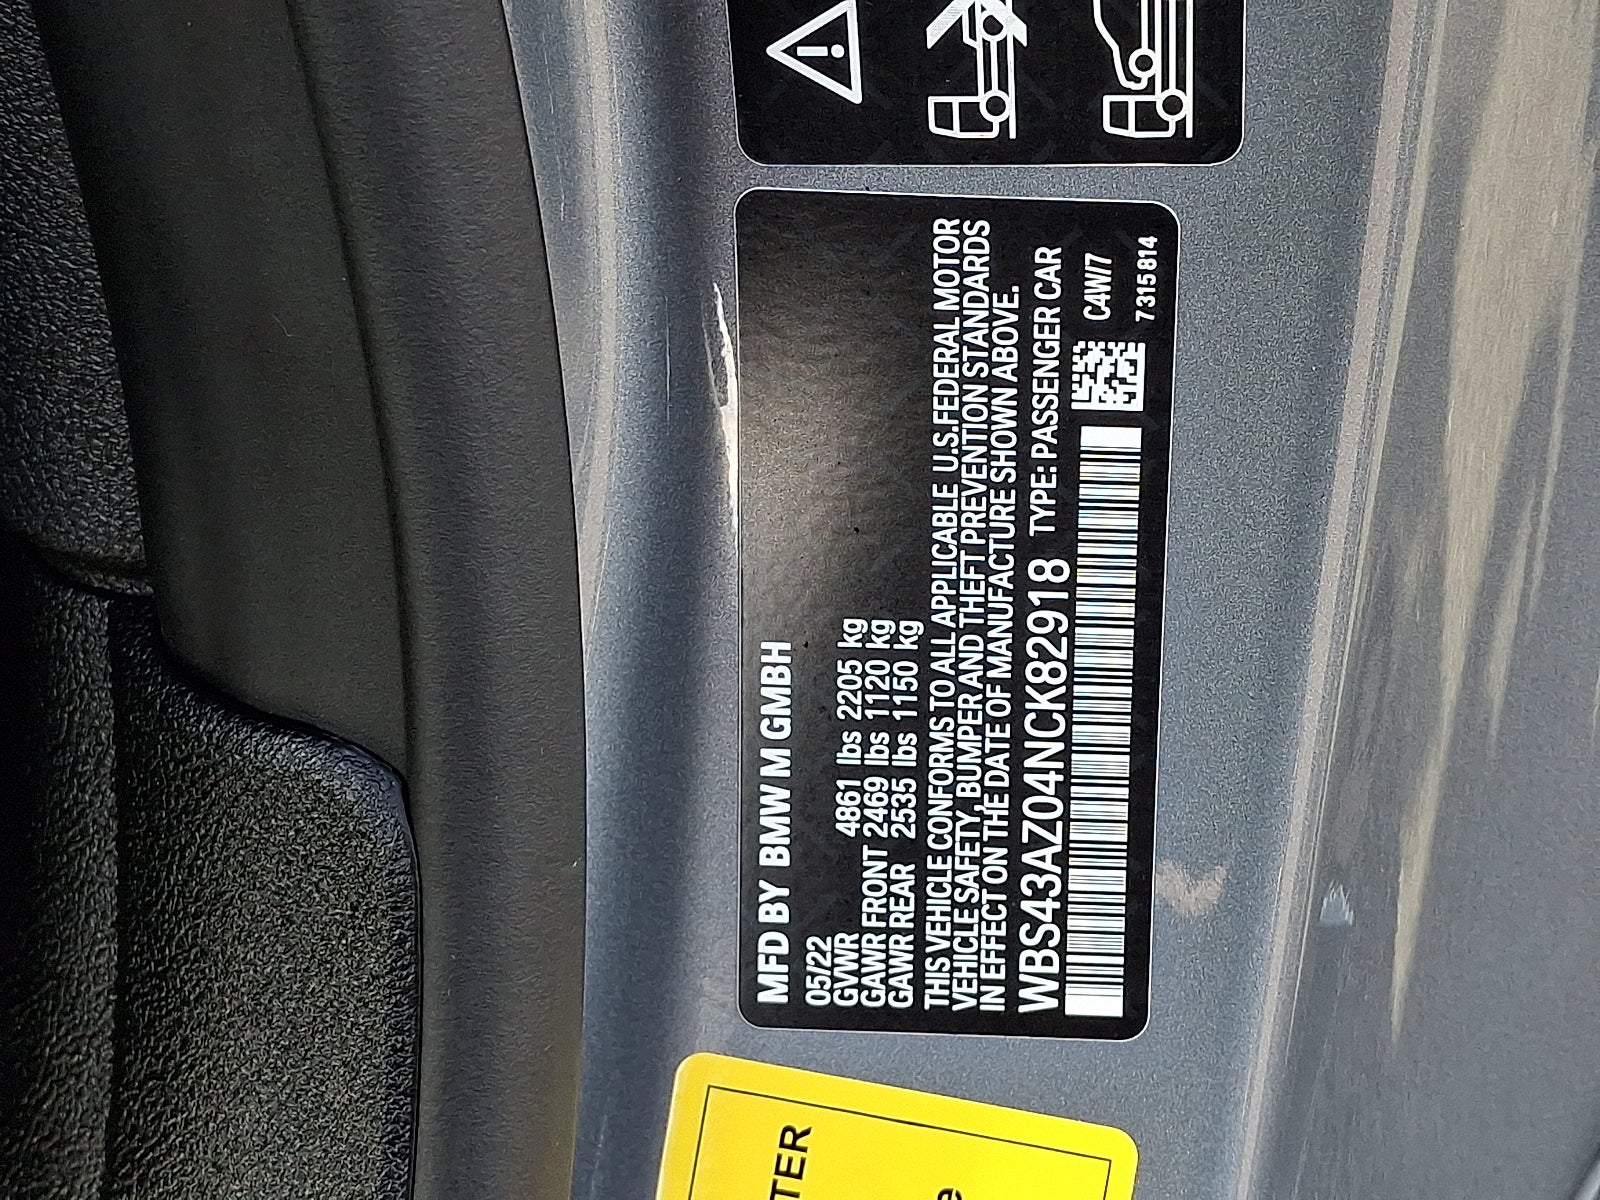 MFD BY BMW M GMBH
05/22
GVWR 4861 lbs 2205 kg
GAWR FRONT 2469 lbs 1120 kg
GAWR REAR 2535 lbs 1150 kg
THIS VEHICLE CONFORMS TO ALL APPLICABLE U.S.FEDERAL MOTOR
VEHICLE SAFETY, BUMPER AND THEFT PREVENTION STANDARDS
IN EFFECT ON THE DATE OF MANUFACTURE SHOWN ABOVE.
WBS43AZ04NCK82918 TYPE: PASSENGER CAR
C4W/7
7 315 814
TER
e